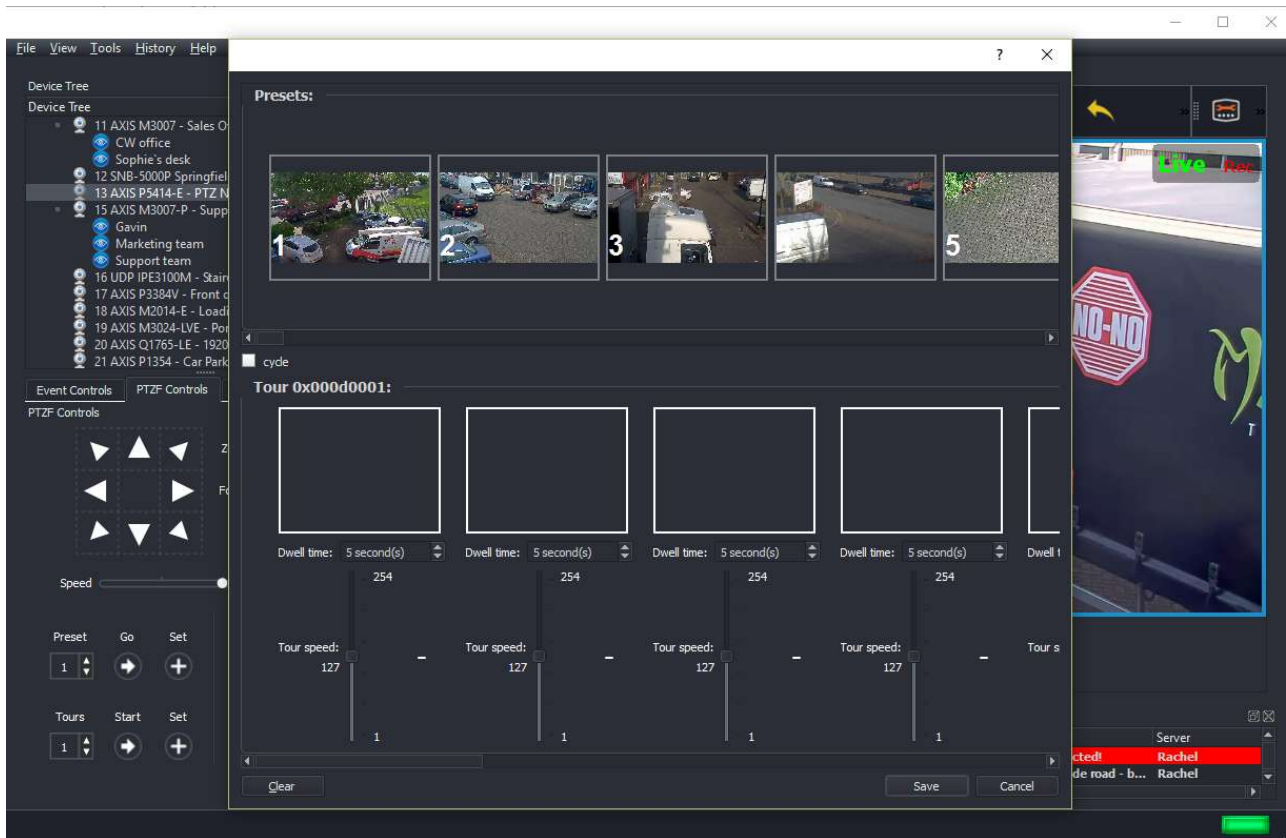 File View Tools History Help
? 
Device Tree
Device Tree
11 AXIS M3007 - Sales O
CW office
Sophie's desk
12 SNB-5000P Springfiel
13 AXIS P5414-E - PTZ N
15 AXIS M3007-P - Supp
Gavin
Marketing team
Support team
16 UDP IPE3100M - Stair
17 AXIS P3384V - Front
18 AXIS M2014-E - Loadi
19 AXIS M3024-LVE - Por
20 AXIS Q1765-LE - 1920
21 AXIS P1354 - Car Park
Event Controls PTZF Controls
PTZF Controls
Z
Fo
Speed
Preset Go Set
1
Tours Start Set
1
Presets:
1 2 3 5
cycle
Tour 0x000d0001:
Dwell time: 5 second(s) Dwell time: 5 second(s) Dwell time: 5 second(s) Dwell time: 5 second(s) Dwell t
254 254 254 254
Tour speed: Tour speed: Tour speed: Tour speed: Tour s
127 127 127 127
1 1 1 1
Clear Save Cancel
Live Rec
NO-NO
Server
cted! Rachel
de road - b... Rachel